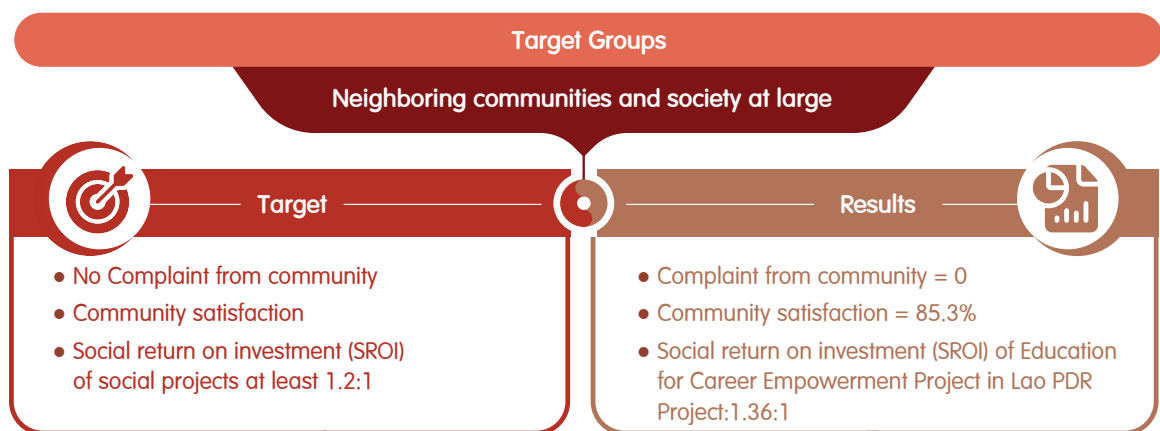 Target Groups
Neighboring communities and society at large
Target
• No Complaint from community
• Community satisfaction
• Social return on investment (SROI)
of social projects at least 1.2:1
Results
• Complaint from community = 0
• Community satisfaction = 85.3%
• Social return on investment (SROI) of Education
for Career Empowerment Project in Lao PDR
Project:1.36:1